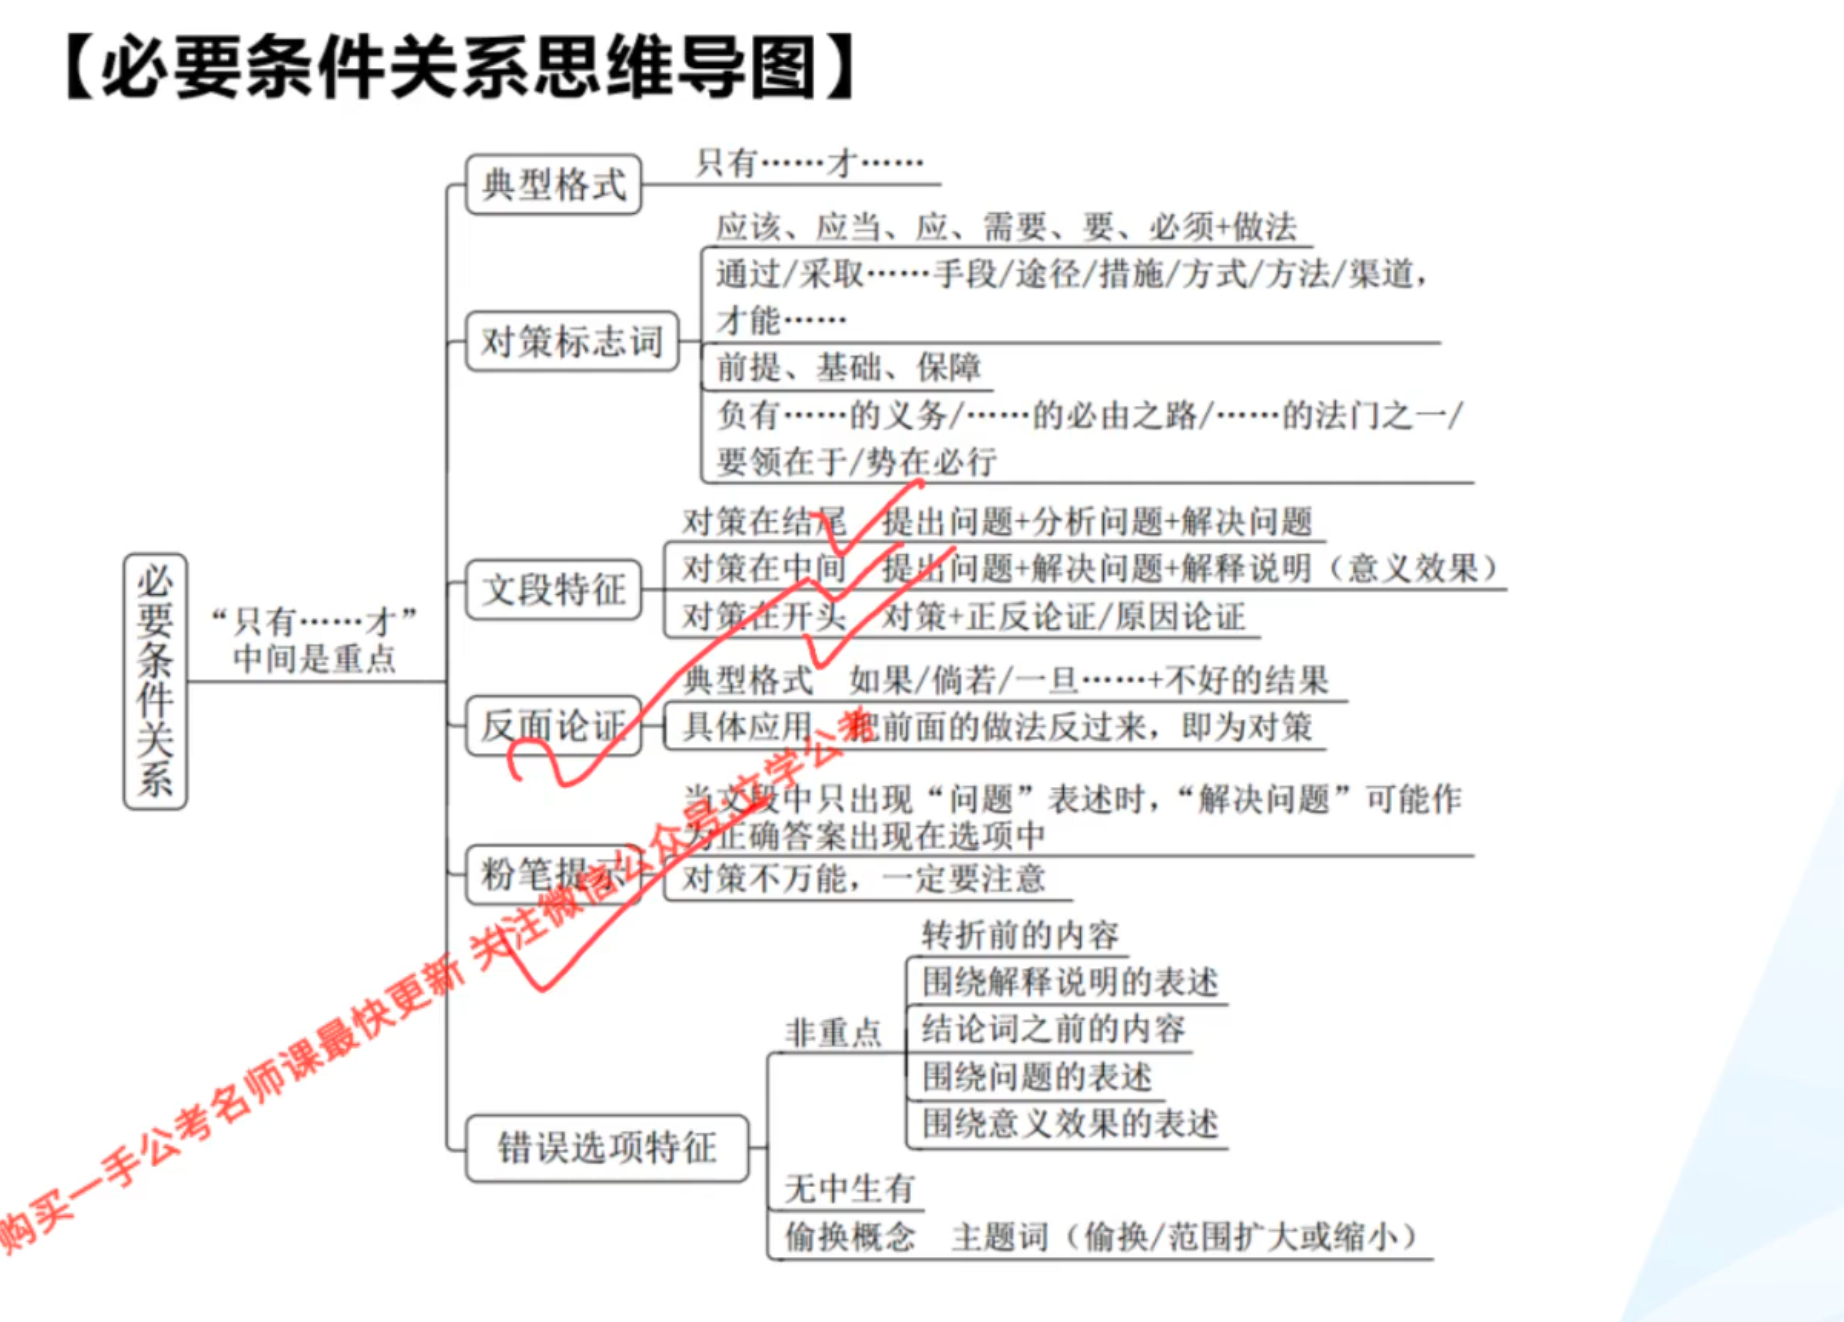 【必要条件关系思维导图】
必要条件关系
“只有……才”
中间是重点
典型格式
只有……才……
对策标志词
应该、应当、应、需要、要、必须+做法
通过/采取……手段/途径/措施/方式/方法/渠道，
才能……
前提、基础、保障
负有……的义务/……的必由之路/……的法门之一/
要领在于/势在必行
文段特征
对策在结尾 提出问题+分析问题+解决问题
对策在中间 提出问题+解决问题+解释说明（意义效果）
对策在开头 对策+正反论证/原因论证
反面论证
典型格式 如果/倘若/一旦……+不好的结果
具体应用 把前面的做法反过来，即为对策
粉笔提示
当文段中只出现“问题”表述时，“解决问题”可能作
为正确答案出现在选项中
对策不万能，一定要注意
错误选项特征
非重点
转折前的内容
围绕解释说明的表述
结论词之前的内容
围绕问题的表述
围绕意义效果的表述
无中生有
偷换概念 主题词（偷换/范围扩大或缩小）
购买一手公考名师课最快更新 关注微信公众号:立学公考